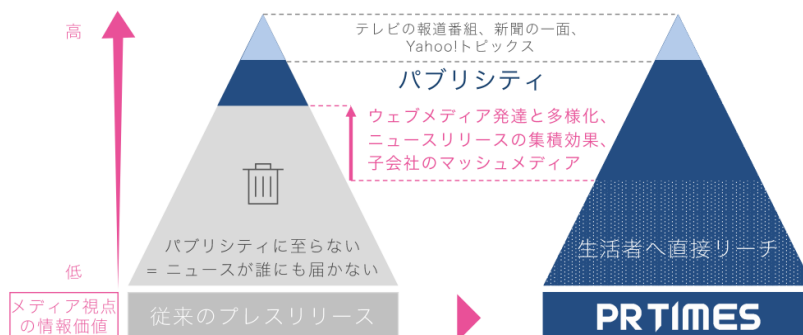 高
テレビの報道番組、新聞の一面、
Yahoo!トピックス
パブリシティ
ウェブメディア発達と多様化、
ニュースリリースの集積効果、
子会社のマッシュメディア
パブリシティに至らない
= ニュースが誰にも届かない
生活者へ直接リーチ
低
メディア視点
の情報価値
従来のプレスリリース
PR TIMES